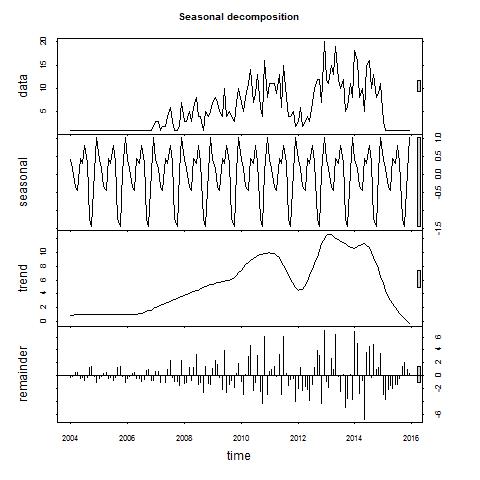 Seasonal decomposition
data
5 10 15 20
seasonal
-1.5 -0.5 0.0 0.5 1.0
trend
0 2 4 6 8 10
remainder
-6 -2 0 2 4 6
2004 2006 2008 2010 2012 2014 2016
time